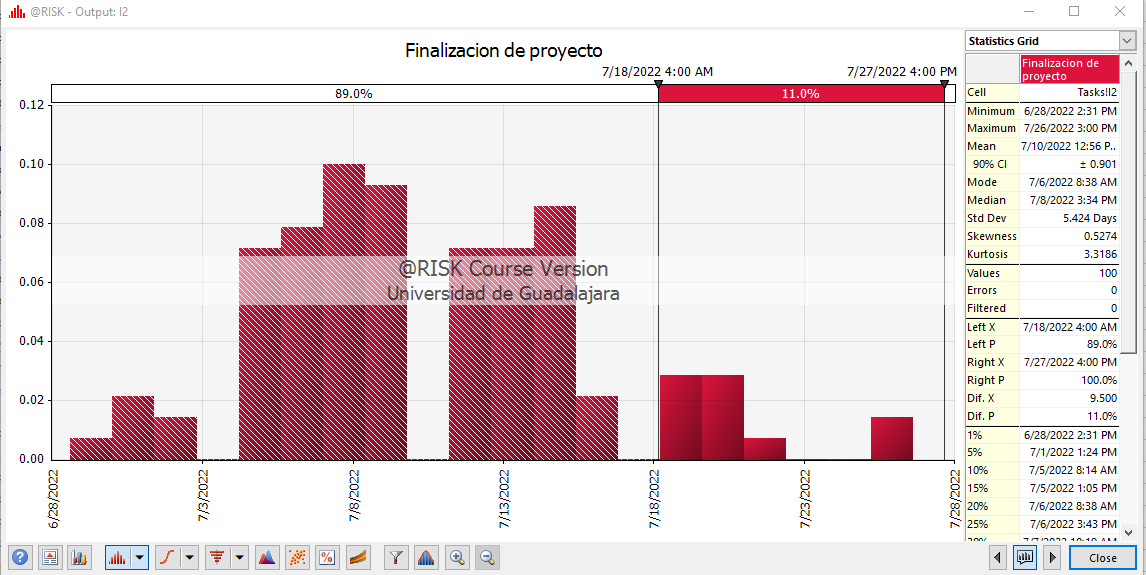 @RISK - Output: I2
Finalizacion de proyecto
7/18/2022 4:00 AM
7/27/2022 4:00 PM
89.0%
11.0%
0.12
0.10
0.08
0.06
0.04
0.02
0.00
@RISK Course Version
Universidad de Guadalajara
6/28/2022
7/3/2022
7/8/2022
7/13/2022
7/18/2022
7/23/2022
7/28/2022
Statistics Grid
Finalizacion de
proyecto
Cell Tasks!I2
Minimum 6/28/2022 2:31 PM
Maximum 7/26/2022 3:00 PM
Mean 7/10/2022 12:56 P..
90% CI ± 0.901
Mode 7/6/2022 8:38 AM
Median 7/8/2022 3:34 PM
Std Dev 5.424 Days
Skewness 0.5274
Kurtosis 3.3186
Values 100
Errors 0
Filtered 0
Left X 7/18/2022 4:00 AM
Left P 89.0%
Right X 7/27/2022 4:00 PM
Right P 100.0%
Dif. X 9.500
Dif. P 11.0%
1% 6/28/2022 2:31 PM
5% 7/1/2022 1:24 PM
10% 7/5/2022 8:14 AM
15% 7/5/2022 1:05 PM
20% 7/6/2022 8:38 AM
25% 7/6/2022 3:43 PM
Close